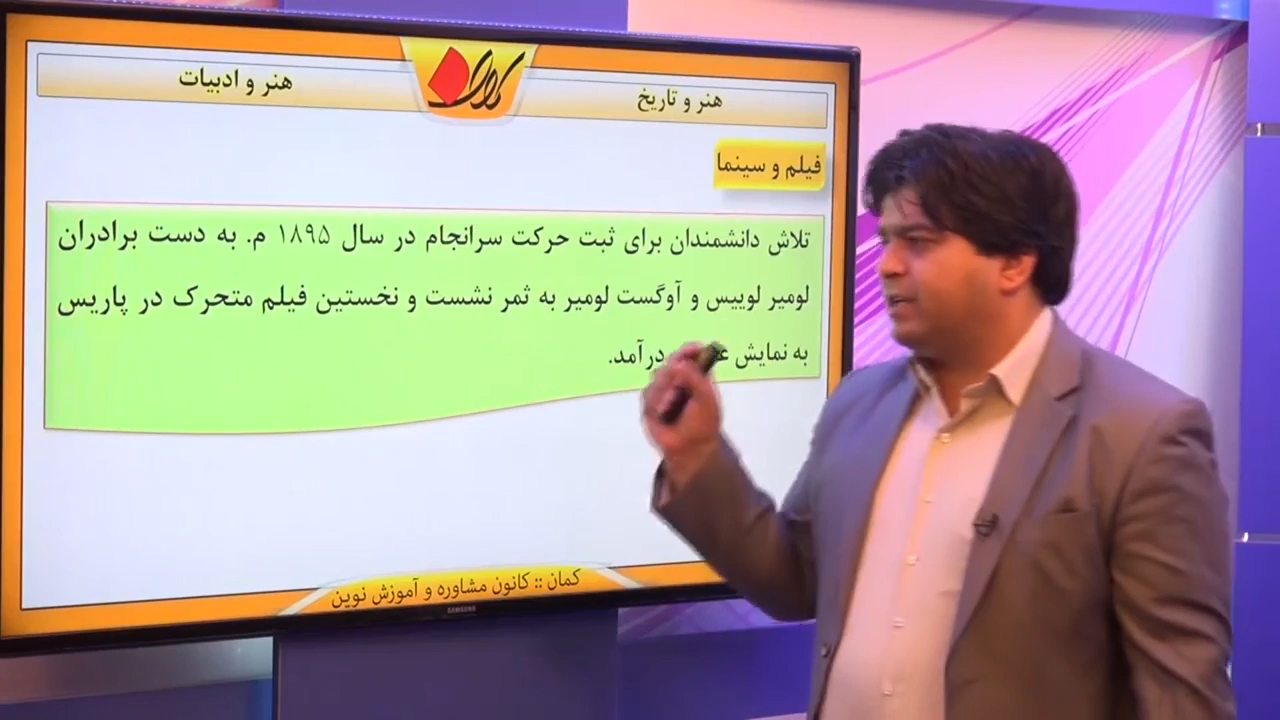 هنر و تاریخ
هنر و ادبیات
کمان
فیلم و سینما
تلاش دانشمندان برای ثبت حرکت سرانجام در سال ۱۸۹۵ م. به دست برادران
لومیر لوییس و آوگست لومیر به ثمر نشست و نخستین فیلم متحرک در پاریس
به نمایش درآمد.
کمان :: کانون مشاوره و آموزش نوین
SAMSUNG